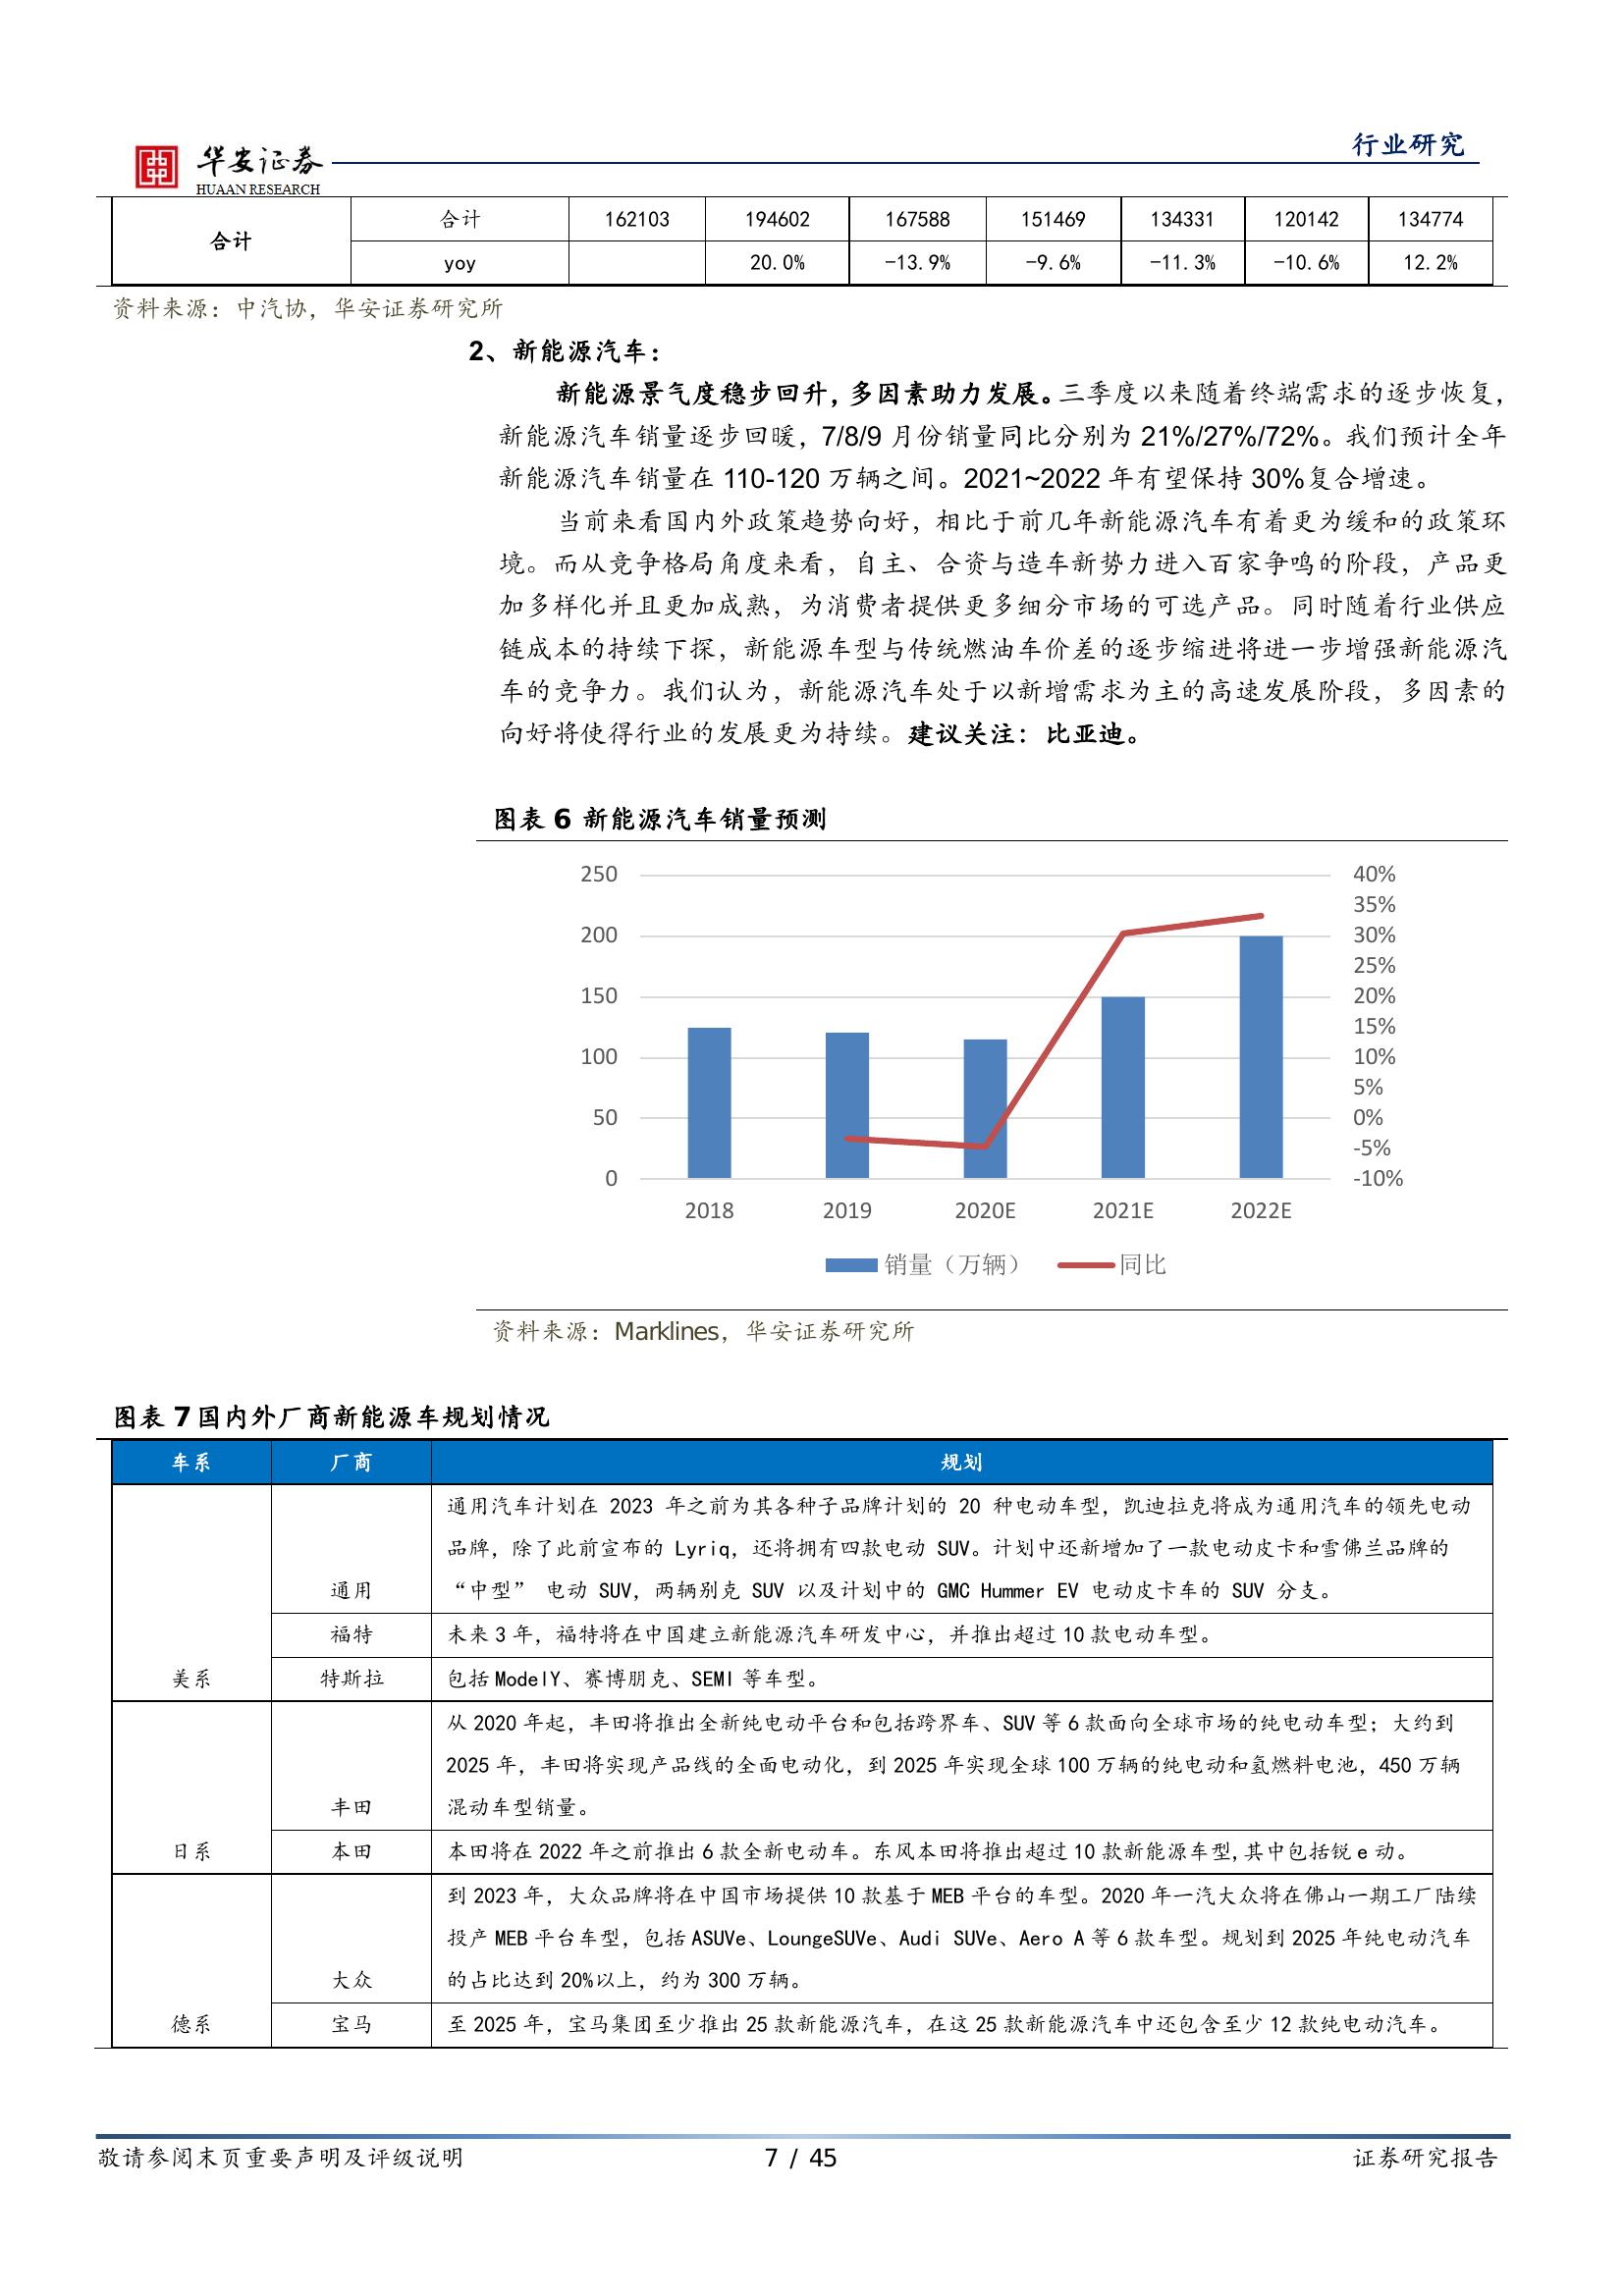 行业研究
华安证券
HUAAN RESEARCH
合计 合计 162103 194602 167588 151469 134331 120142 134774
yoy 20.0% -13.9% -9.6% -11.3% -10.6% 12.2%
资料来源：中汽协，华安证券研究所
2、新能源汽车：
新能源景气度稳步回升，多因素助力发展。三季度以来随着终端需求的逐步恢复，
新能源汽车销量逐步回暖，7/8/9 月份销量同比分别为 21%/27%/72%。我们预计全年
新能源汽车销量在 110-120 万辆之间。2021~2022 年有望保持 30%复合增速。
当前来看国内外政策趋势向好，相比于前几年新能源汽车有着更为缓和的政策环
境。而从竞争格局角度来看，自主、合资与造车新势力进入百家争鸣的阶段，产品更
加多样化并且更加成熟，为消费者提供更多细分市场的可选产品。同时随着行业供应
链成本的持续下探，新能源车型与传统燃油车价差的逐步缩进将进一步增强新能源汽
车的竞争力。我们认为，新能源汽车处于以新增需求为主的高速发展阶段，多因素的
向好将使得行业的发展更为持续。建议关注：比亚迪。
图表 6 新能源汽车销量预测
250 40%
35%
200 30%
25%
150 20%
15%
100 10%
5%
50 0%
-5%
0 -10%
2018 2019 2020E 2021E 2022E
销量（万辆） 同比
资料来源：Marklines，华安证券研究所
图表 7 国内外厂商新能源车规划情况
车系 厂商 规划
通用汽车计划在 2023 年之前为其各种子品牌计划的 20 种电动车型，凯迪拉克将成为通用汽车的领先电动
品牌，除了此前宣布的 Lyriq，还将拥有四款电动 SUV。计划中还新增加了一款电动皮卡和雪佛兰品牌的
通用 “中型” 电动 SUV，两辆别克 SUV 以及计划中的 GMC Hummer EV 电动皮卡车的 SUV 分支。
福特 未来 3 年，福特将在中国建立新能源汽车研发中心，并推出超过 10 款电动车型。
美系 特斯拉 包括 ModelY、赛博朋克、SEMI 等车型。
从 2020 年起，丰田将推出全新纯电动平台和包括跨界车、SUV 等 6 款面向全球市场的纯电动车型；大约到
2025 年，丰田将实现产品线的全面电动化，到 2025 年实现全球 100 万辆的纯电动和氢燃料电池，450 万辆
丰田 混动车型销量。
日系 本田 本田将在 2022 年之前推出 6 款全新电动车。东风本田将推出超过 10 款新能源车型,其中包括锐 e 动。
到 2023 年，大众品牌将在中国市场提供 10 款基于 MEB 平台的车型。2020 年一汽大众将在佛山一期工厂陆续
投产 MEB 平台车型，包括 ASUVe、LoungeSUVe、Audi SUVe、Aero A 等 6 款车型。规划到 2025 年纯电动汽车
大众 的占比达到 20%以上，约为 300 万辆。
德系 宝马 至 2025 年，宝马集团至少推出 25 款新能源汽车，在这 25 款新能源汽车中还包含至少 12 款纯电动汽车。
敬请参阅末页重要声明及评级说明 7 / 45 证券研究报告